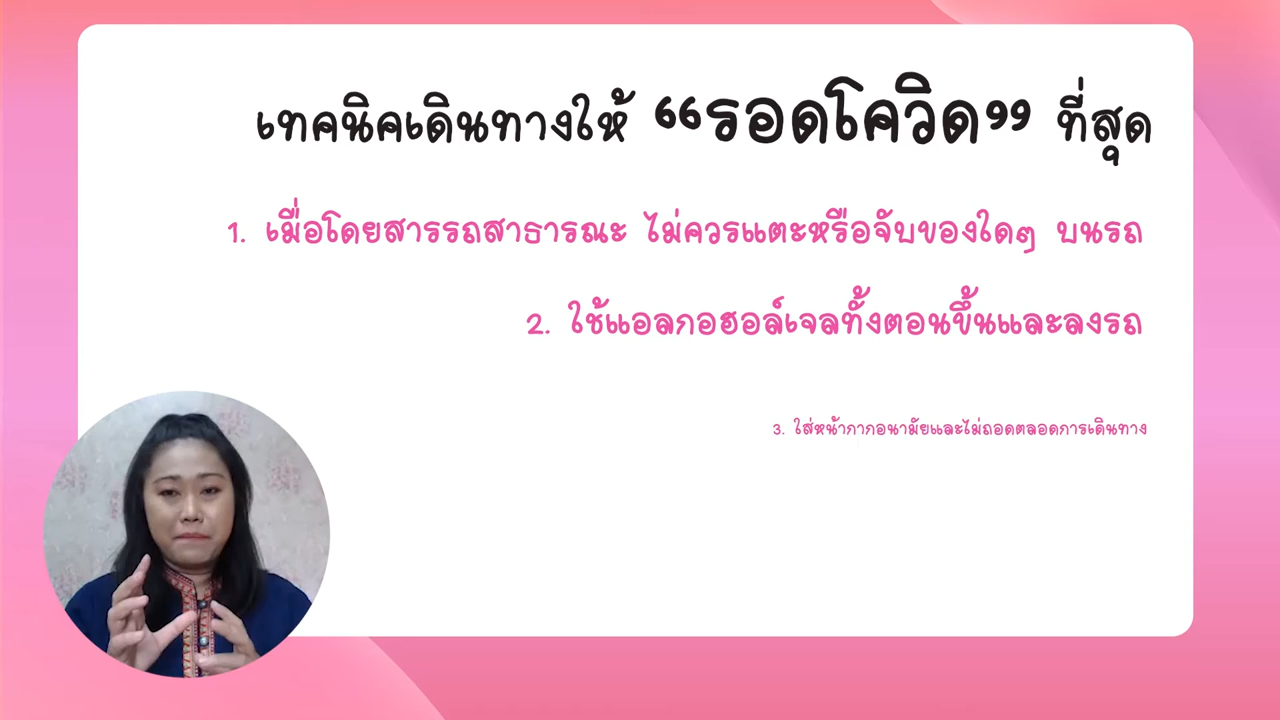 เทคนิคเดินทางให้ “รอดโควิด” ที่สุด
1. เมื่อโดยสารรถสาธารณะ ไม่ควรแตะหรือจับของใดๆ บนรถ
2. ใช้แอลกอฮอล์เจลทั้งตอนขึ้นและลงรถ
3. ใส่หน้ากากอนามัยและไม่ถอดตลอดการเดินทาง